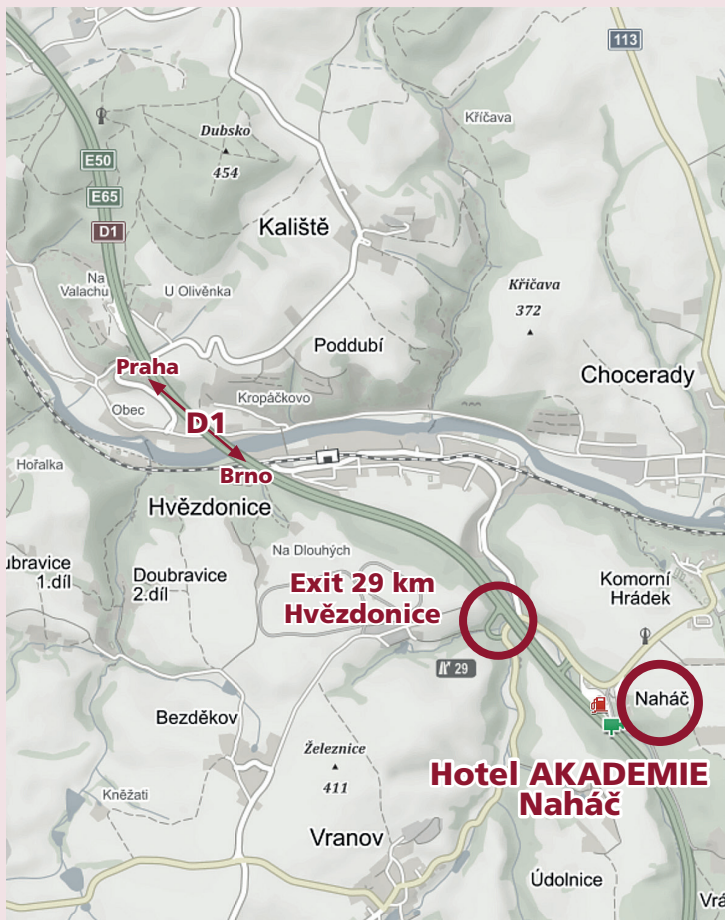 113
Křičava
Dubsko
454
E50
E65
D1
Kaliště
Na
Valachu
U Olivěnka
Křičava
372
Poddubí
Praha
Chocerady
Obec
Kropáčkovo
D1
Hořalka
Brno
Hvězdonice
Na Dlouhých
ubravice
1.díl
Doubravice
2.díl
Exit 29 km
Hvězdonice
Komorní
Hrádek
29
Naháč
Bezděkov
Železnice
411
Hotel AKADEMIE
Naháč
Kněžati
Vranov
Údolnice
Vrá